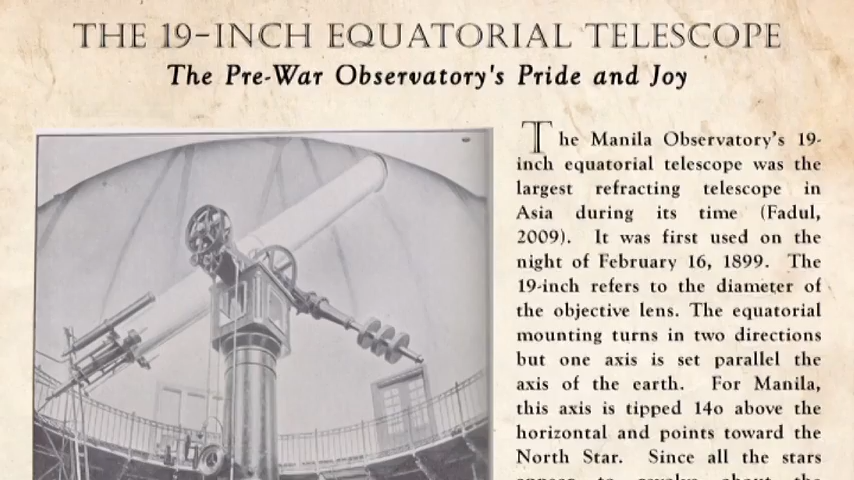 THE 19-INCH EQUATORIAL TELESCOPE
The Pre-War Observatory's Pride and Joy
The Manila Observatory's 19-
inch equatorial telescope was the
largest refracting telescope in
Asia during its time (Fadul,
2009). It was first used on the
night of February 16, 1899. The
19-inch refers to the diameter of
the objective lens. The equatorial
mounting turns in two directions
but one axis is set parallel the
axis of the earth. For Manila,
this axis is tipped 14o above the
horizontal and points toward the
North Star. Since all the stars